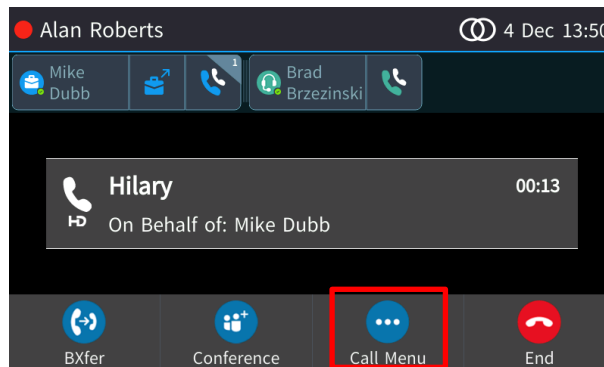 Alan Roberts
4 Dec 13:50
Mike
Dubb
1
Brad
Brzezinski
Hilary
00:13
HD
On Behalf of: Mike Dubb
BXfer
Conference
Call Menu
End